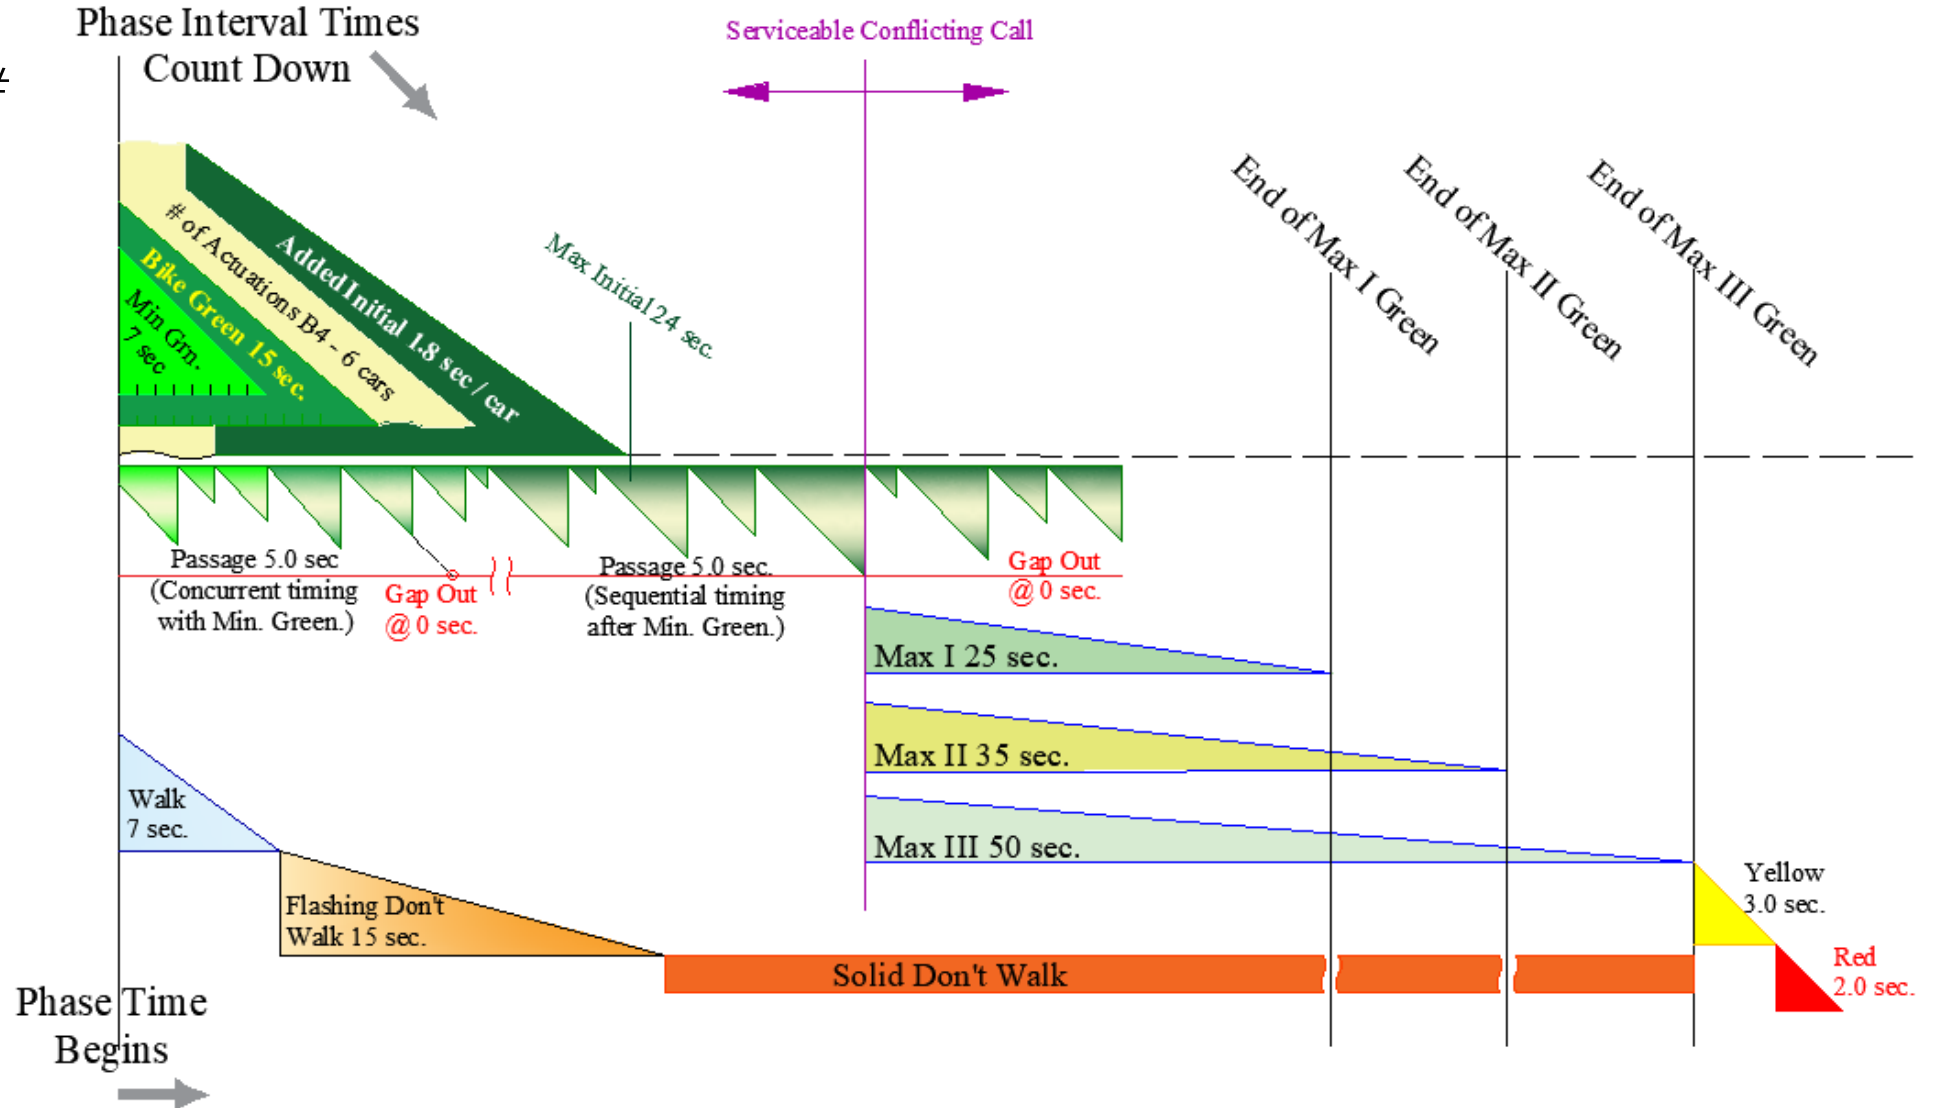 Phase Interval Times
Count Down
Serviceable Conflicting Call
End of Max I Green
End of Max II Green
End of Max III Green
Max Initial 24 sec.
Added Initial 1.8 sec / car
# of Actuations B4 - 6 cars
Bike Green 15 sec.
Min Grn.
7 sec
Passage 5.0 sec
(Concurrent timing
with Min. Green.)
Gap Out
@ 0 sec.
Passage 5.0 sec.
(Sequential timing
after Min. Green.)
Gap Out
@ 0 sec.
Max I 25 sec.
Max II 35 sec.
Max III 50 sec.
Walk
7 sec.
Flashing Don't
Walk 15 sec.
Solid Don't Walk
Yellow
3.0 sec.
Red
2.0 sec.
Phase Time
Begins